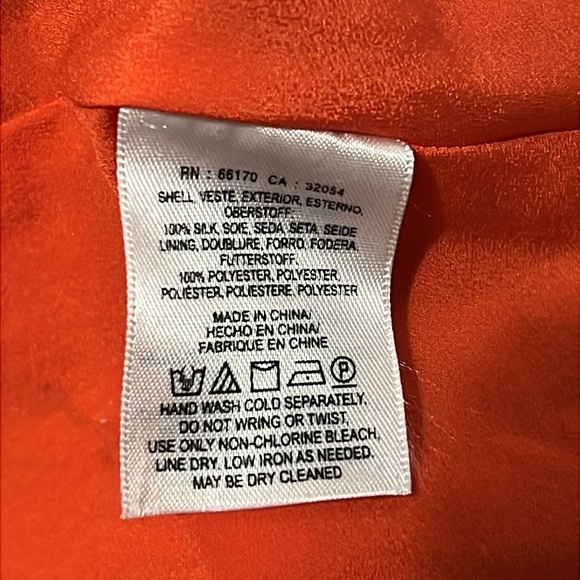 RN : 66170 CA : 32054
SHELL, VESTE, EXTERIOR, ESTERNO,
OBERSTOFF:
100% SILK, SOIE, SEDA, SETA, SEIDE
LINING, DOUBLURE, FORRO, FODERA,
FUTTERSTOFF:
100% POLYESTER, POLYESTER,
POLIÉSTER, POLIESTERE, POLYESTER
MADE IN CHINA/
HECHO EN CHINA/
FABRIQUE EN CHINE
P
HAND WASH COLD SEPARATELY.
DO NOT WRING OR TWIST,
USE ONLY NON-CHLORINE BLEACH,
LINE DRY, LOW IRON AS NEEDED,
MAY BE DRY CLEANED